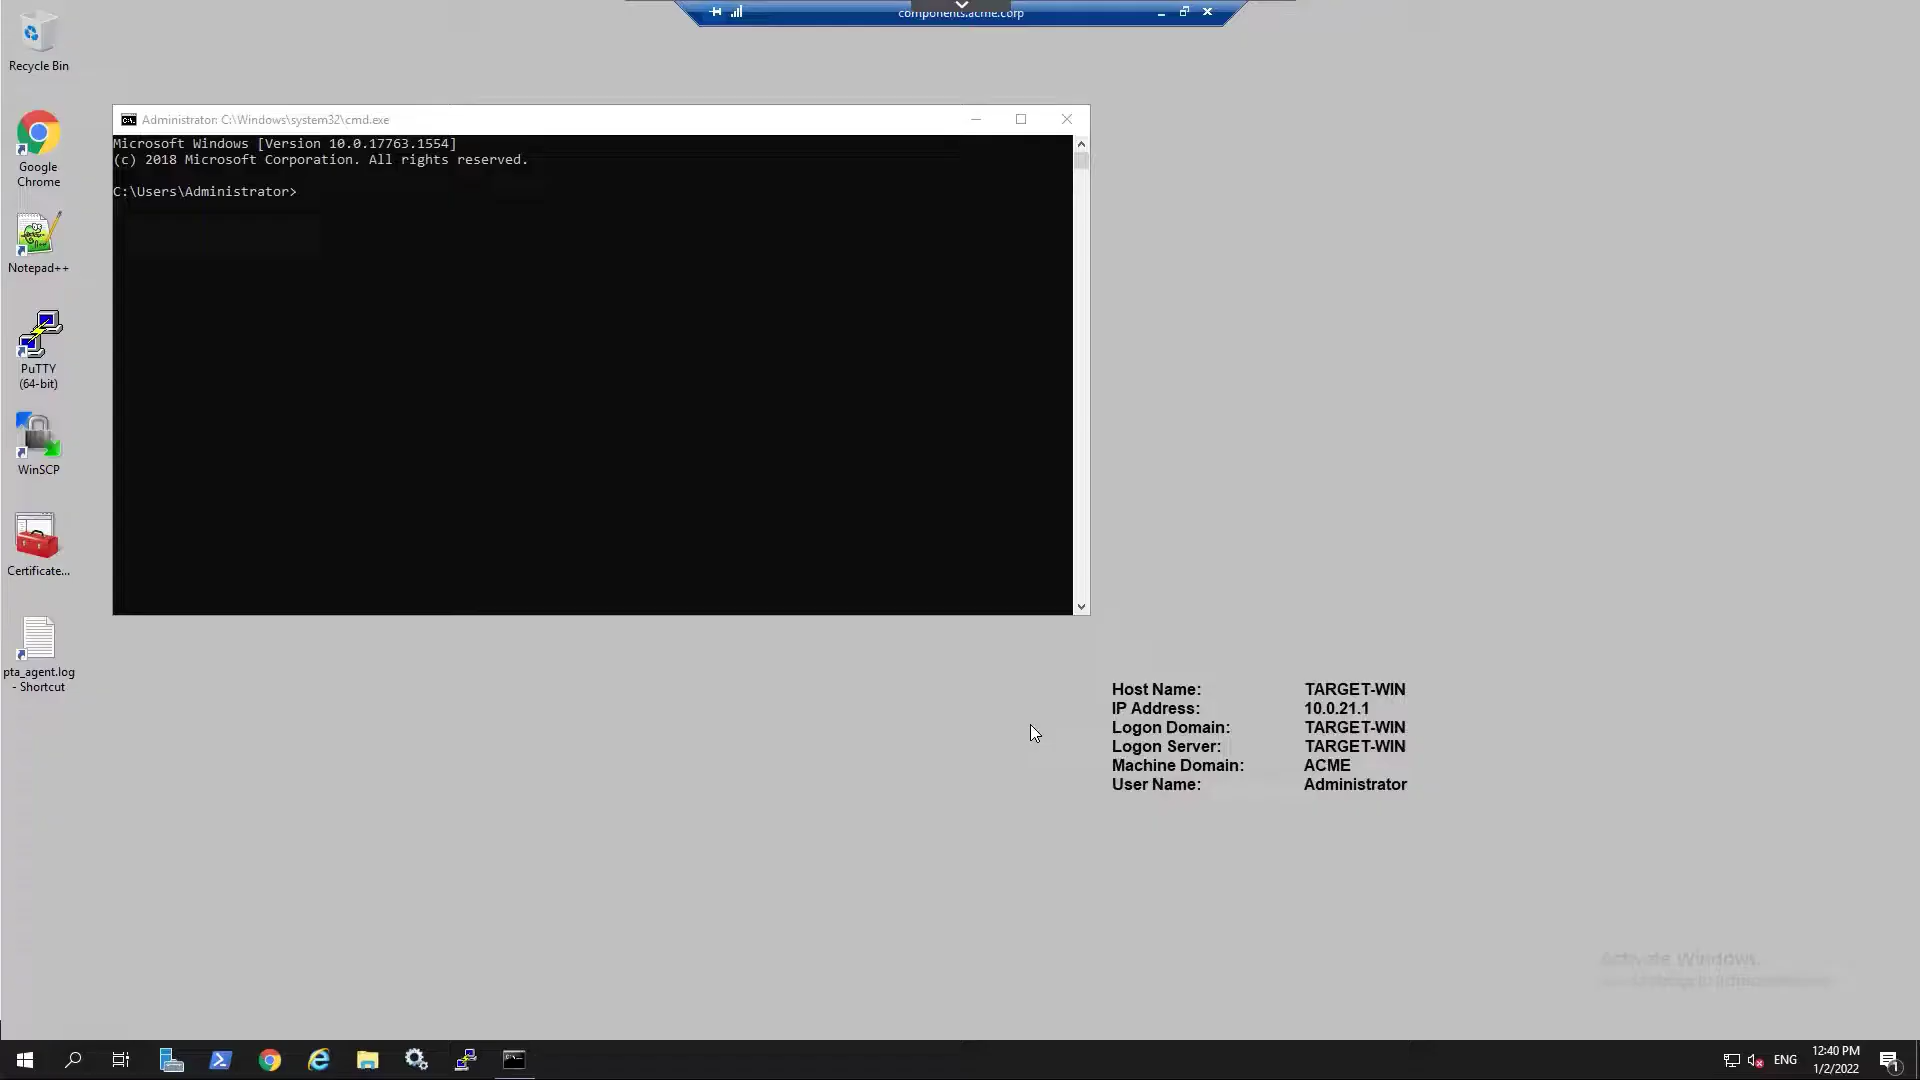 components.acme.corp
Recycle Bin
Google
Chrome
Notepad++
PuTTY
(64-bit)
WinSCP
Certificate...
pta_agent.log
- Shortcut
Administrator: C:\Windows\system32\cmd.exe
Microsoft Windows [Version 10.0.17763.1554]
(c) 2018 Microsoft Corporation. All rights reserved.
C:\Users\Administrator>
Host Name: TARGET-WIN
IP Address: 10.0.21.1
Logon Domain: TARGET-WIN
Logon Server: TARGET-WIN
Machine Domain: ACME
User Name: Administrator
Activate Windows
ENG
12:40 PM
1/2/2022
1